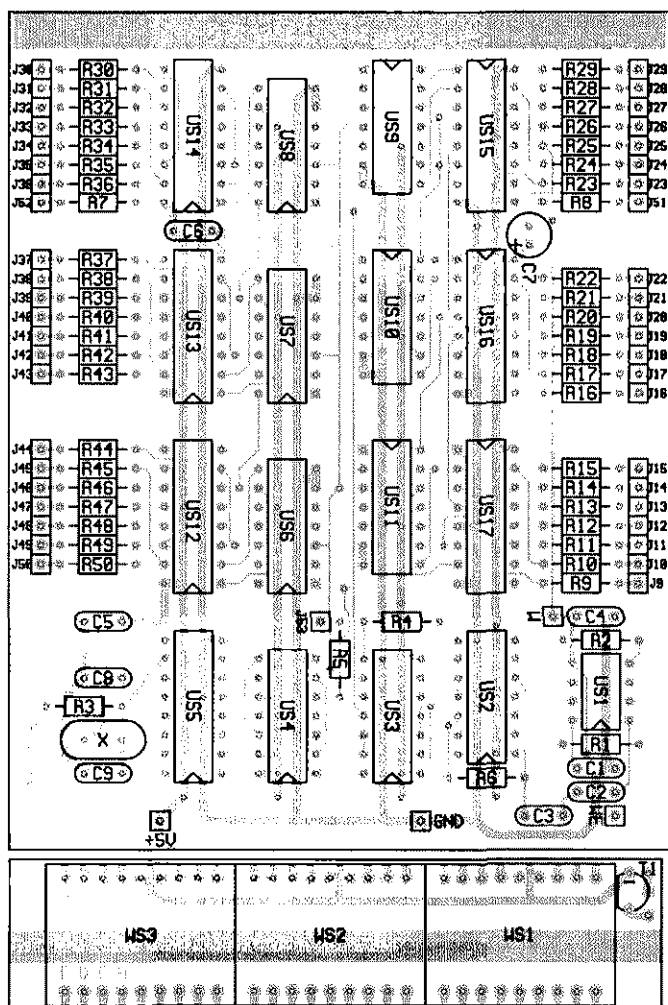 J30 R30 US14 US9 US15 R29 J29
J31 R31 US8 R28 J28
J32 R32 R27 J27
J33 R33 R26 J26
J34 R34 R25 J25
J35 R35 R24 J24
J36 R36 R23 J23
J52 R7 R8 J51
C6
+
C7
J37 R37 US13 US7 US10 US16
J38 R38 R22 J22
J39 R39 R21 J21
J40 R40 R20 J20
J41 R41 R19 J19
J42 R42 R18 J18
J43 R43 R17 J17
R16 J16
J44 R44 US12 US6 US11 US17
J45 R45 R15 J15
J46 R46 R14 J14
J47 R47 R13 J13
J48 R48 R12 J12
J49 R49 R11 J11
J50 R50 R10 J10
R9 J9
C5 J53 R4 W C4
R5 R2
C8 US5 US4 US3 US2 US1
R3
X R1
C9 R6 C1
C2
C3 WE
+5V GND
T1
WS3 WS2 WS1